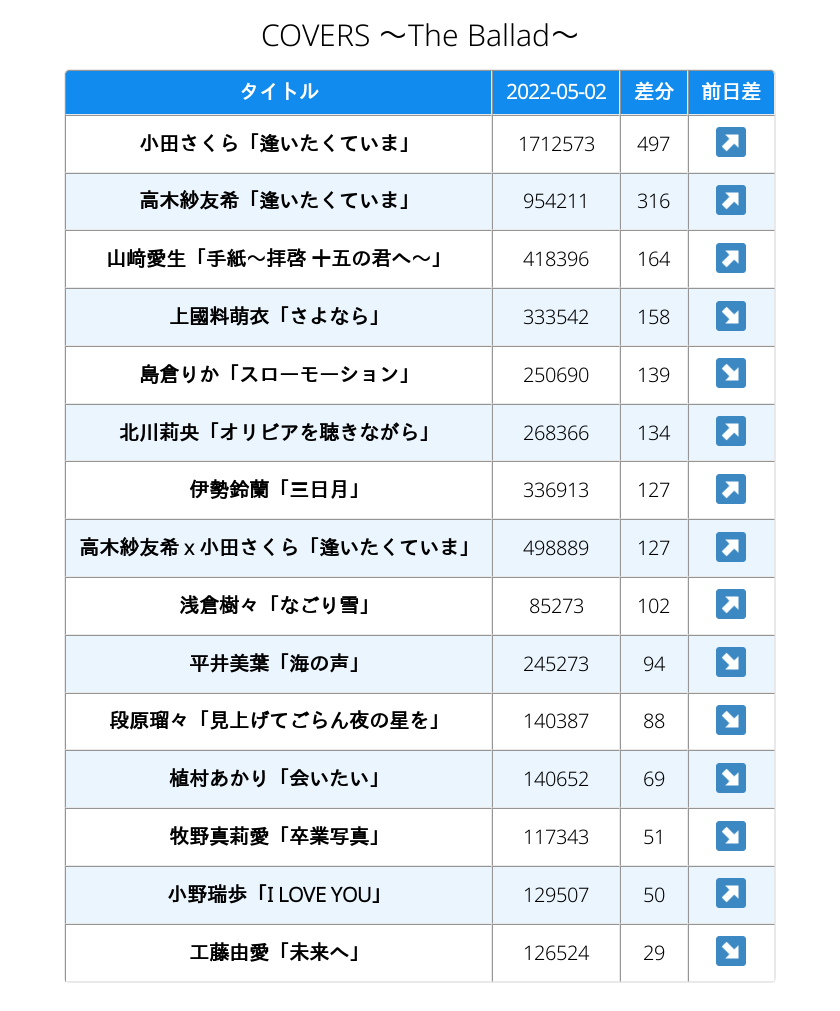 COVERS ～The Ballad～
タイトル 2022-05-02 差分 前日差
小田さくら「逢いたくていま」 1712573 497 ↗
高木紗友希「逢いたくていま」 954211 316 ↗
山﨑愛生「手紙～拝啓 十五の君へ～」 418396 164 ↗
上國料萌衣「さよなら」 333542 158 ↘
島倉りか「スローモーション」 250690 139 ↘
北川莉央「オリビアを聴きながら」 268366 134 ↗
伊勢鈴蘭「三日月」 336913 127 ↗
高木紗友希 x 小田さくら「逢いたくていま」 498889 127 ↗
浅倉樹々「なごり雪」 85273 102 ↗
平井美葉「海の声」 245273 94 ↘
段原瑠々「見上げてごらん夜の星を」 140387 88 ↘
植村あかり「会いたい」 140652 69 ↘
牧野真莉愛「卒業写真」 117343 51 ↘
小野瑞歩「I LOVE YOU」 129507 50 ↗
工藤由愛「未来へ」 126524 29 ↘